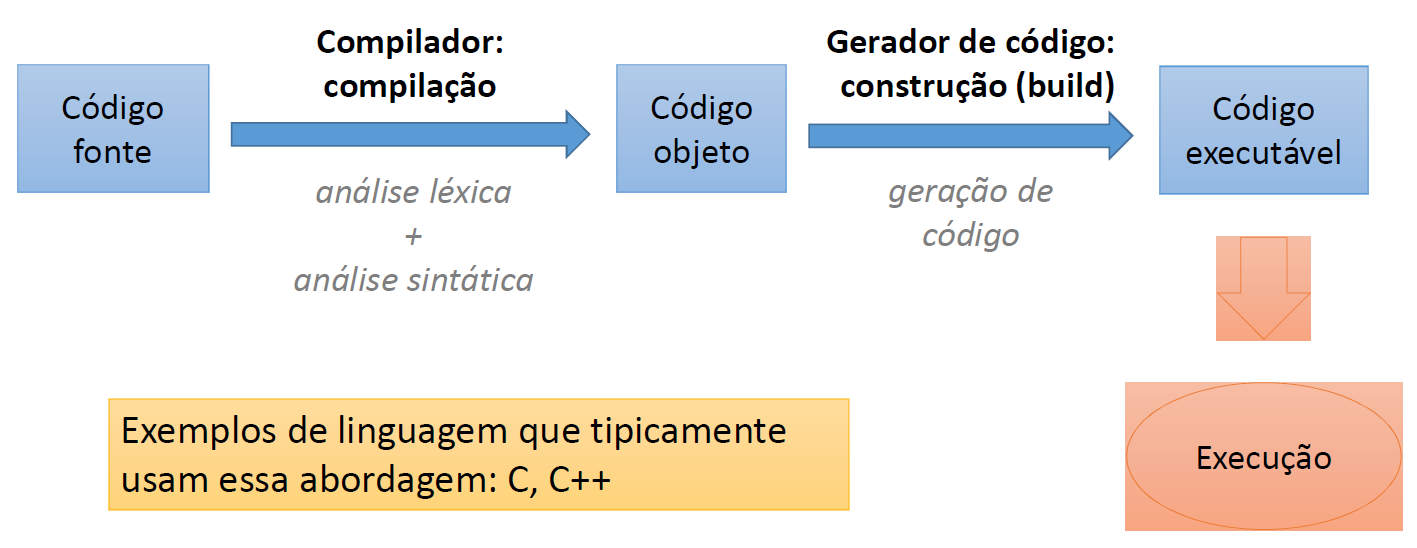 Compilador:
compilação
Gerador de código:
construção (build)
Código
fonte
Código
objeto
Código
executável
análise léxica
+
análise sintática
geração de
código
Exemplos de linguagem que tipicamente
usam essa abordagem: C, C++
Execução